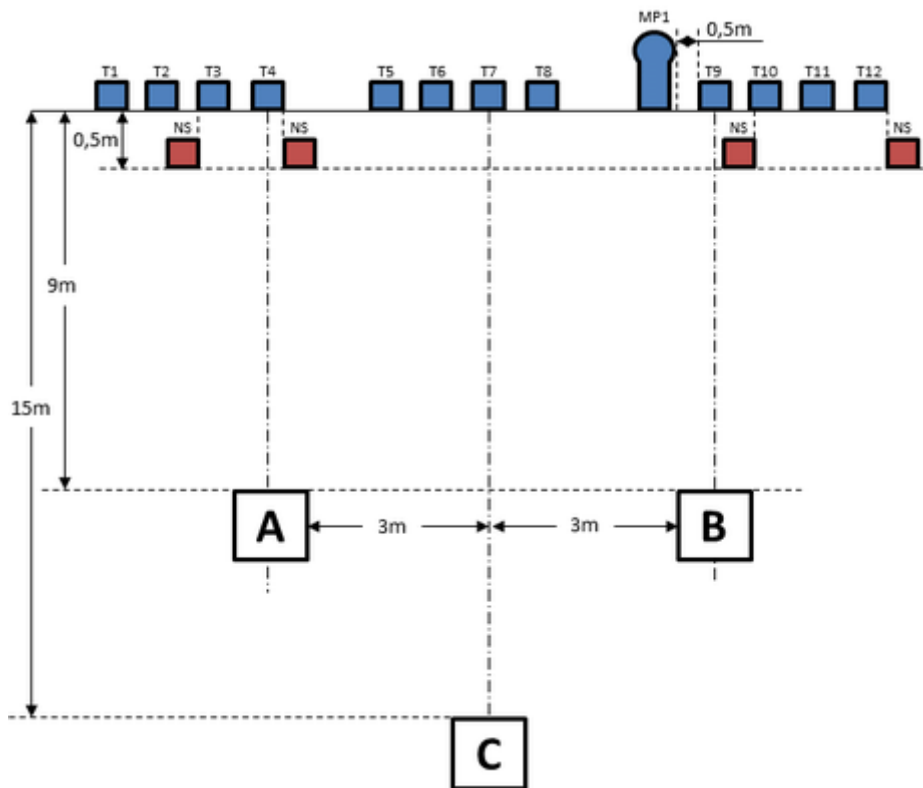 MP1
0,5m
T1 T2 T3 T4 T5 T6 T7 T8 T9 T10 T11 T12
NS NS NS NS
0,5m
9m
15m
A 3m 3m B
C